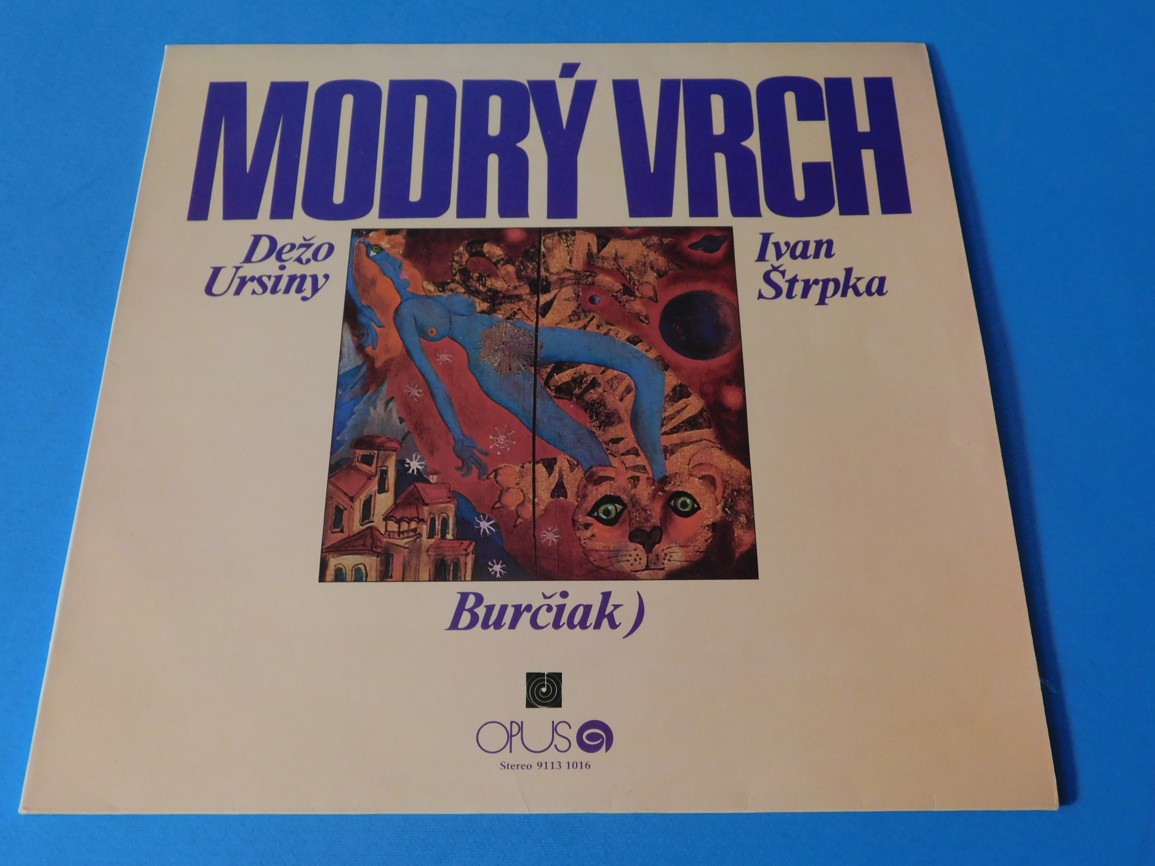 MODRÝ VRCH
Dežo
Ursiny
Ivan
Štrpka
Burčiak)
OPUS
Stereo 9113 1016